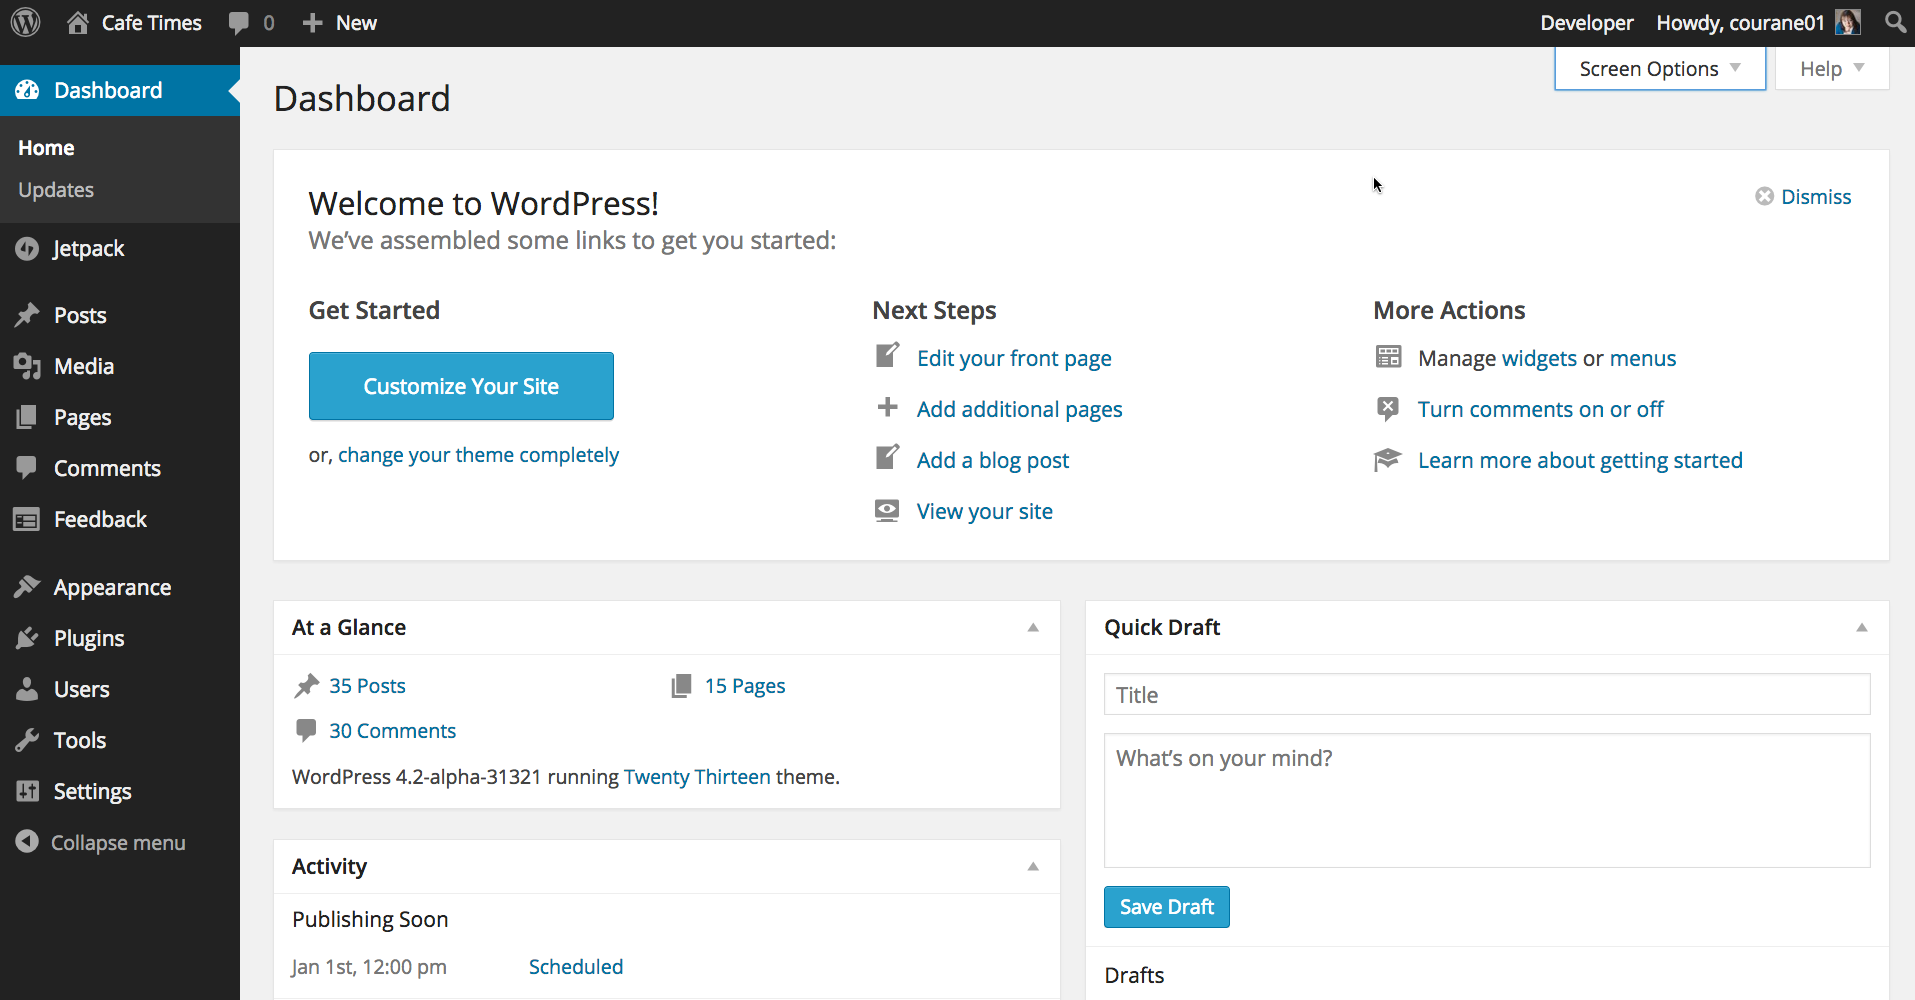 Cafe Times 0 New Developer Howdy, courane01
Screen Options Help
Dashboard
Home
Updates
Jetpack
Posts
Media
Pages
Comments
Feedback
Appearance
Plugins
Users
Tools
Settings
Collapse menu
Dashboard
Welcome to WordPress!
We’ve assembled some links to get you started:
Dismiss
Get Started
Customize Your Site
or, change your theme completely
Next Steps
Edit your front page
Add additional pages
Add a blog post
View your site
More Actions
Manage widgets or menus
Turn comments on or off
Learn more about getting started
At a Glance
35 Posts 15 Pages
30 Comments
WordPress 4.2-alpha-31321 running Twenty Thirteen theme.
Activity
Publishing Soon
Jan 1st, 12:00 pm Scheduled
Quick Draft
Title
What’s on your mind?
Save Draft
Drafts